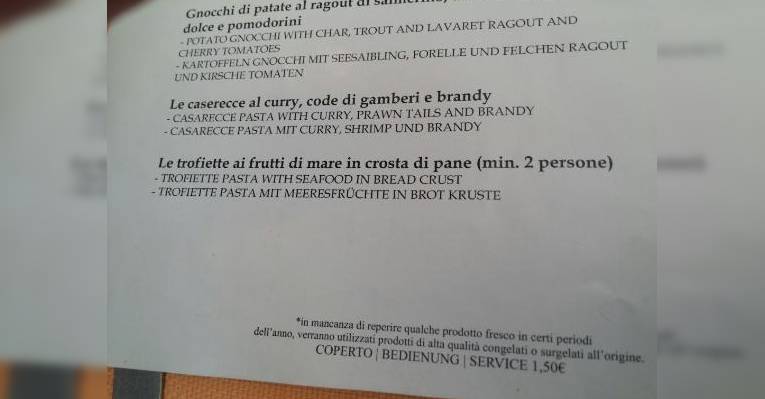 Gnocchi di patate al ragout di
dolce e pomodorini
- POTATO GNOCCHI WITH CHAR, TROUT AND LAVARET RAGOUT AND
CHERRY TOMATOES
- KARTOFFELN GNOCCHI MIT SEESAIBLING, FORELLE UND FELCHEN RAGOUT
UND KIRSCHE TOMATEN
Le caserecce al curry, code di gamberi e brandy
- CASARECCE PASTA WITH CURRY, PRAWN TAILS AND BRANDY
- CASARECCE PASTA MIT CURRY, SHRIMP UND BRANDY
Le trofiette ai frutti di mare in crosta di pane (min. 2 persone)
- TROFIETTE PASTA WITH SEAFOOD IN BREAD CRUST
- TROFIETTE PASTA MIT MEERESFRÜCHTE IN BROT KRUSTE
*in mancanza di reperire qualche prodotto fresco in certi periodi
dell'anno, verranno utilizzati prodotti di alta qualità congelati o surgelati all'origine.
COPERTO | BEDIENUNG | SERVICE 1,50€